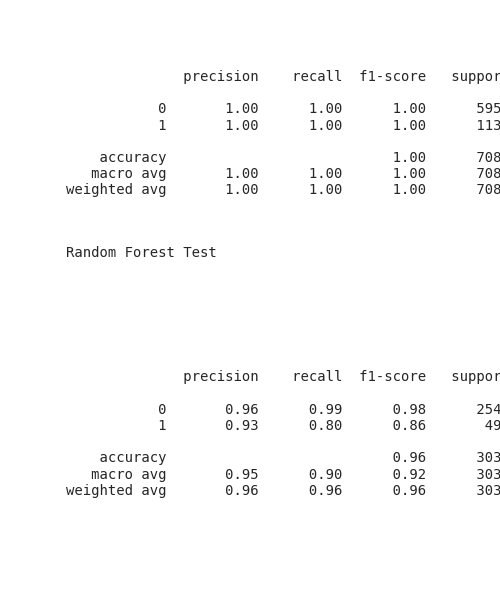 precision recall f1-score suppor
0 1.00 1.00 1.00 595
1 1.00 1.00 1.00 113
accuracy 1.00 708
macro avg 1.00 1.00 1.00 708
weighted avg 1.00 1.00 1.00 708
Random Forest Test
precision recall f1-score suppor
0 0.96 0.99 0.98 254
1 0.93 0.80 0.86 49
accuracy 0.96 303
macro avg 0.95 0.90 0.92 303
weighted avg 0.96 0.96 0.96 303